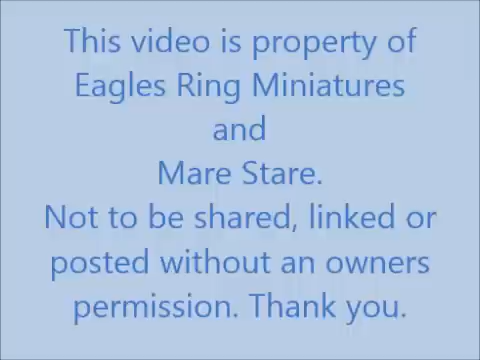 This video is property of
Eagles Ring Miniatures
and
Mare Stare.
Not to be shared, linked or
posted without an owners
permission. Thank you.